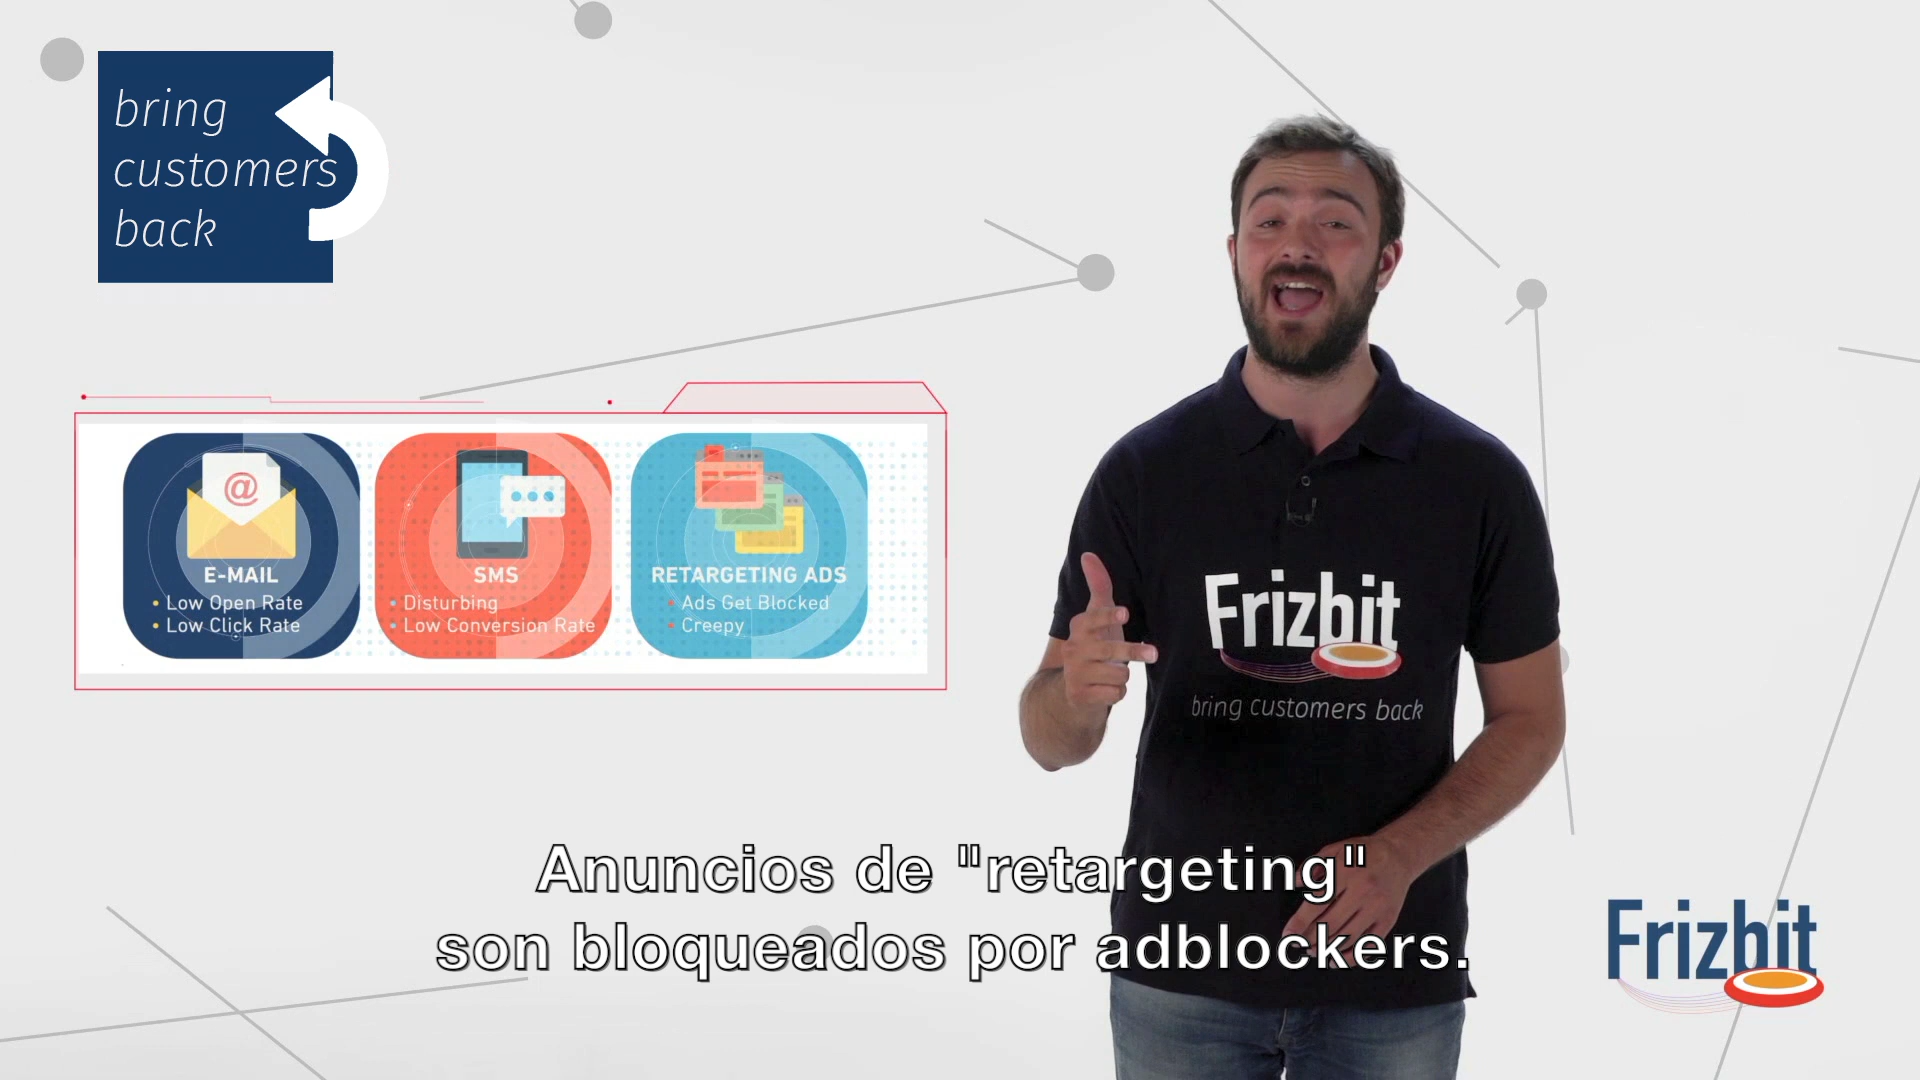 bring
customers
back
@
E-MAIL
• Low Open Rate
• Low Click Rate
SMS
• Disturbing
• Low Conversion Rate
RETARGETING ADS
• Ads Get Blocked
• Creepy
Frizbit
bring customers back
Anuncios de "retargeting"
son bloqueados por adblockers.
Frizbit